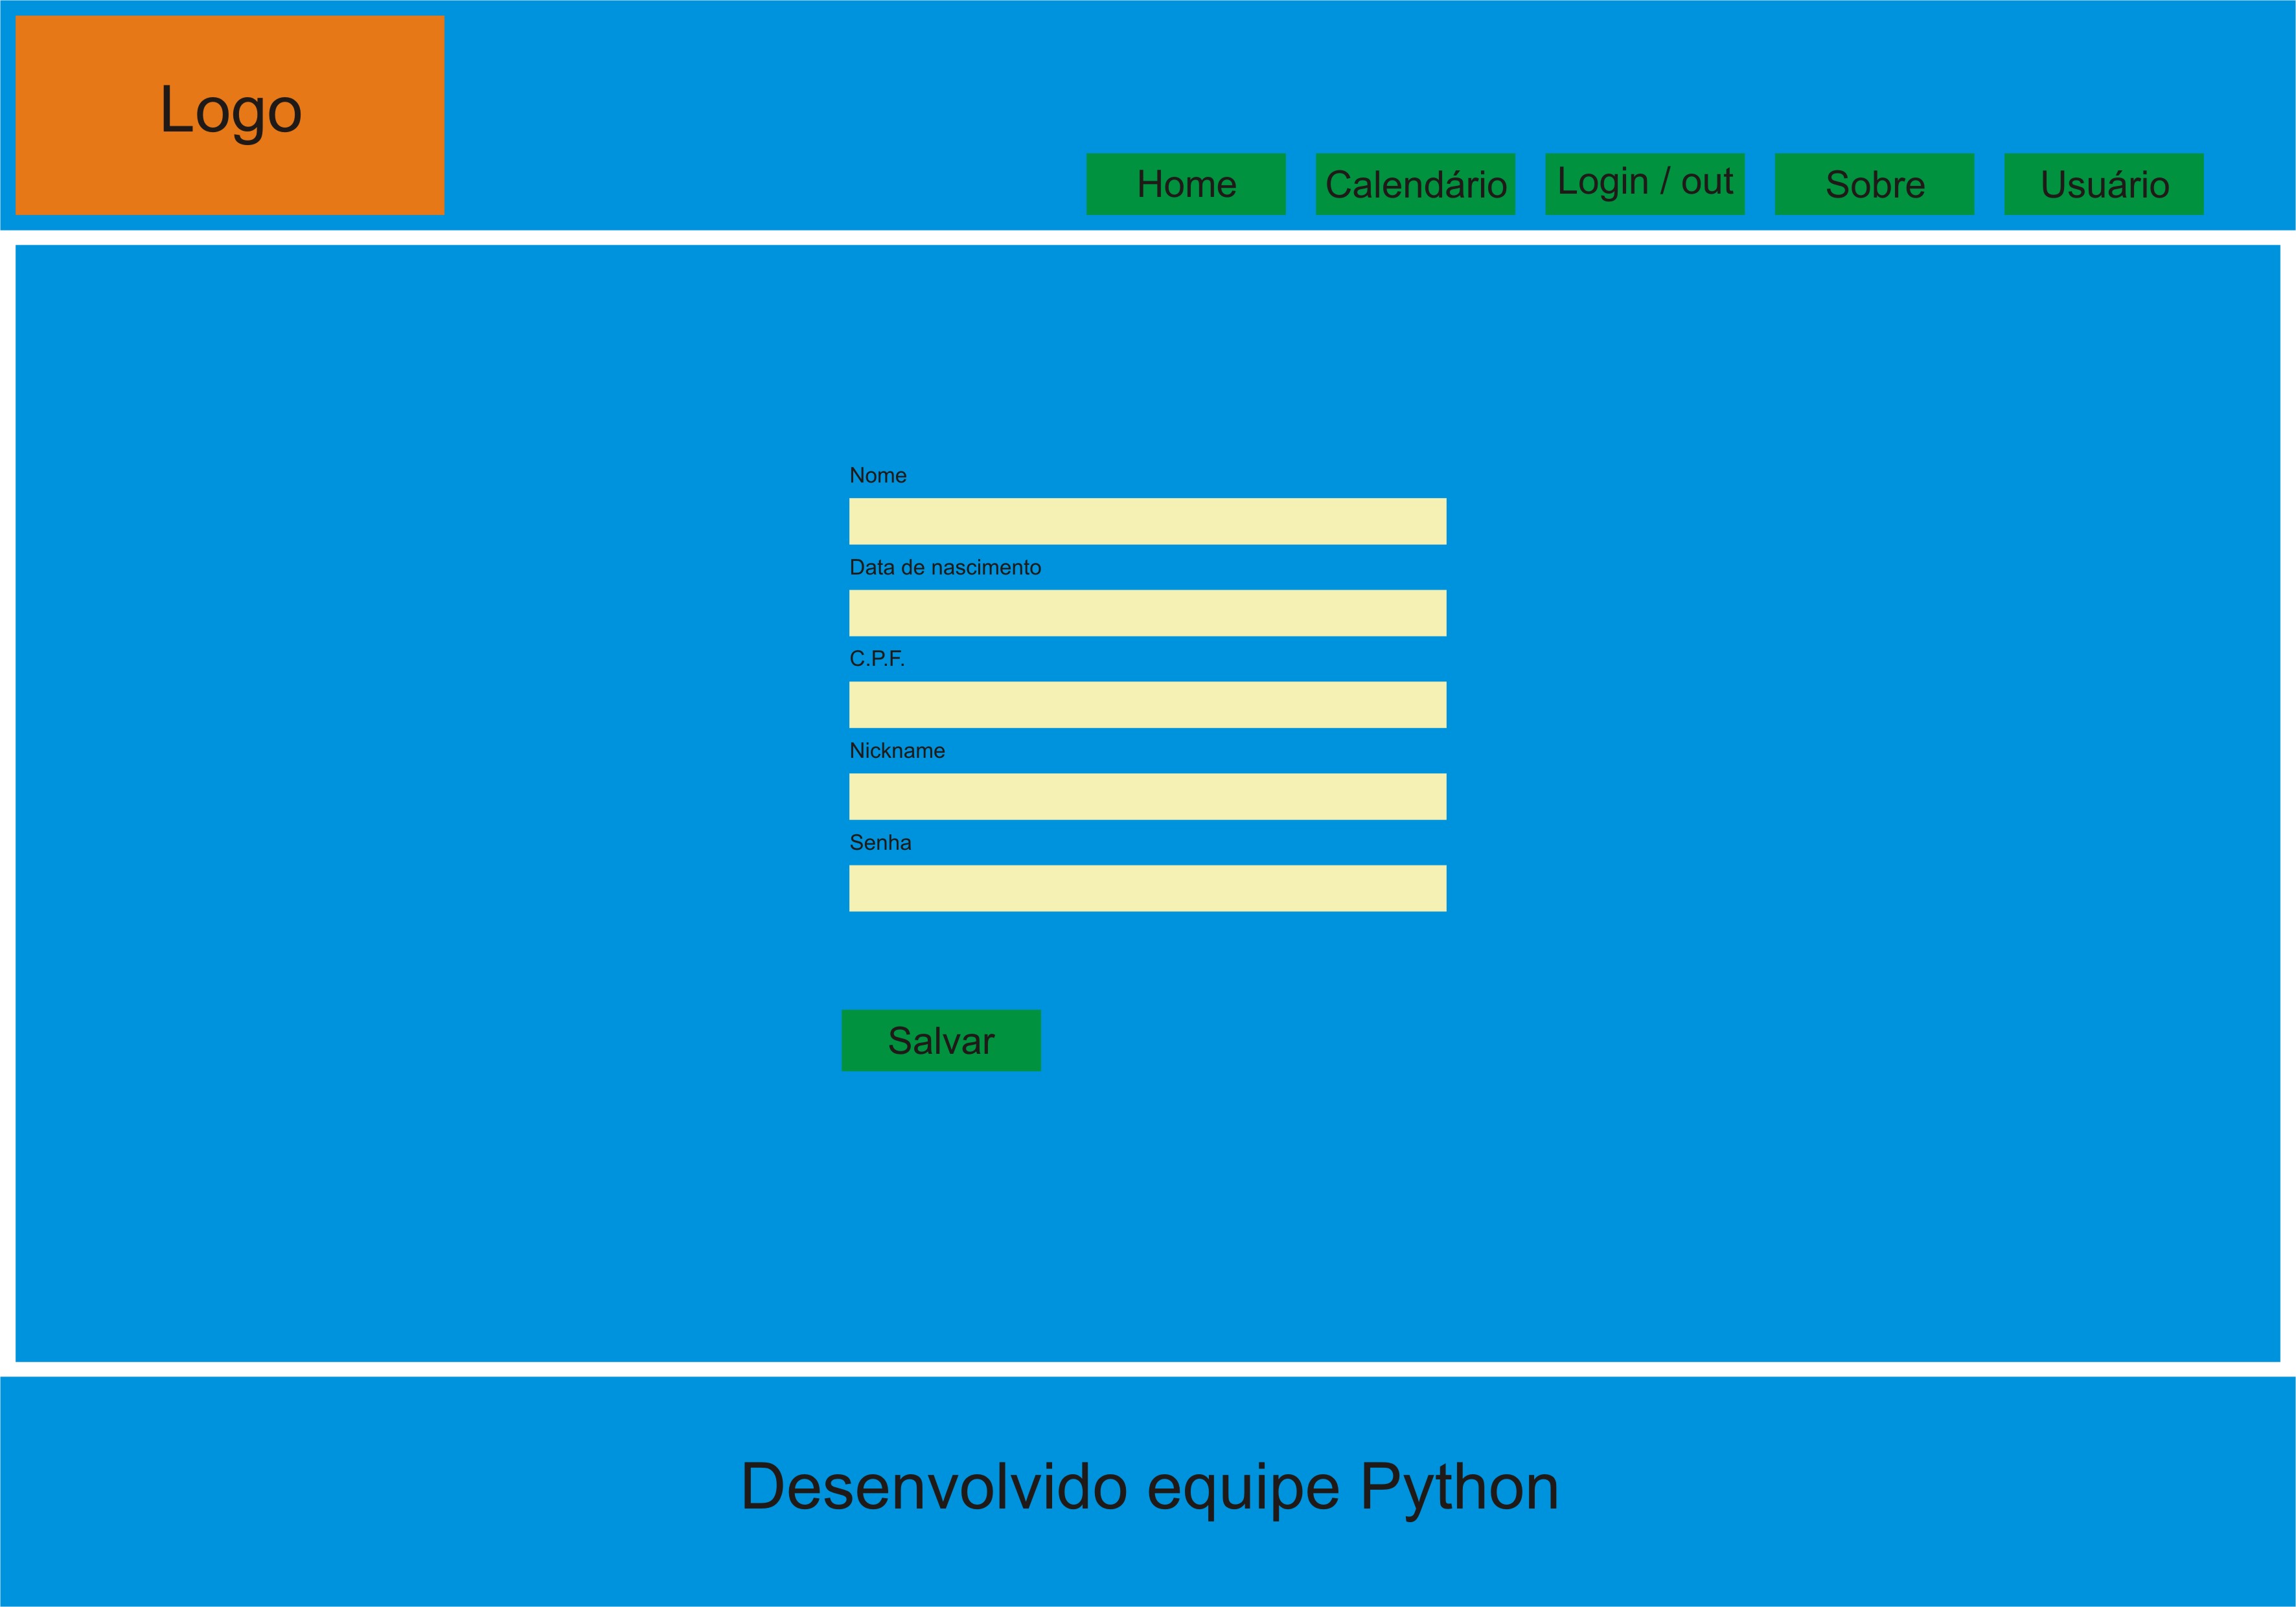 Logo
Home
Calendário
Login / out
Sobre
Usuário
Nome
Data de nascimento
C.P.F.
Nickname
Senha
Salvar
Desenvolvido equipe Python